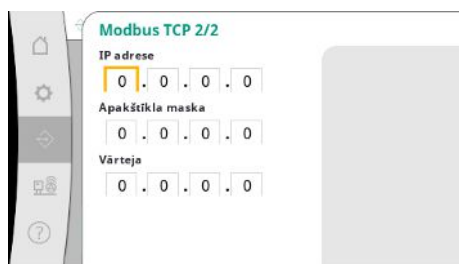 Modbus TCP 2/2
IP adrese
0 . 0 . 0 . 0
Apakštīkla maska
0 . 0 . 0 . 0
Vārteja
0 . 0 . 0 . 0
?